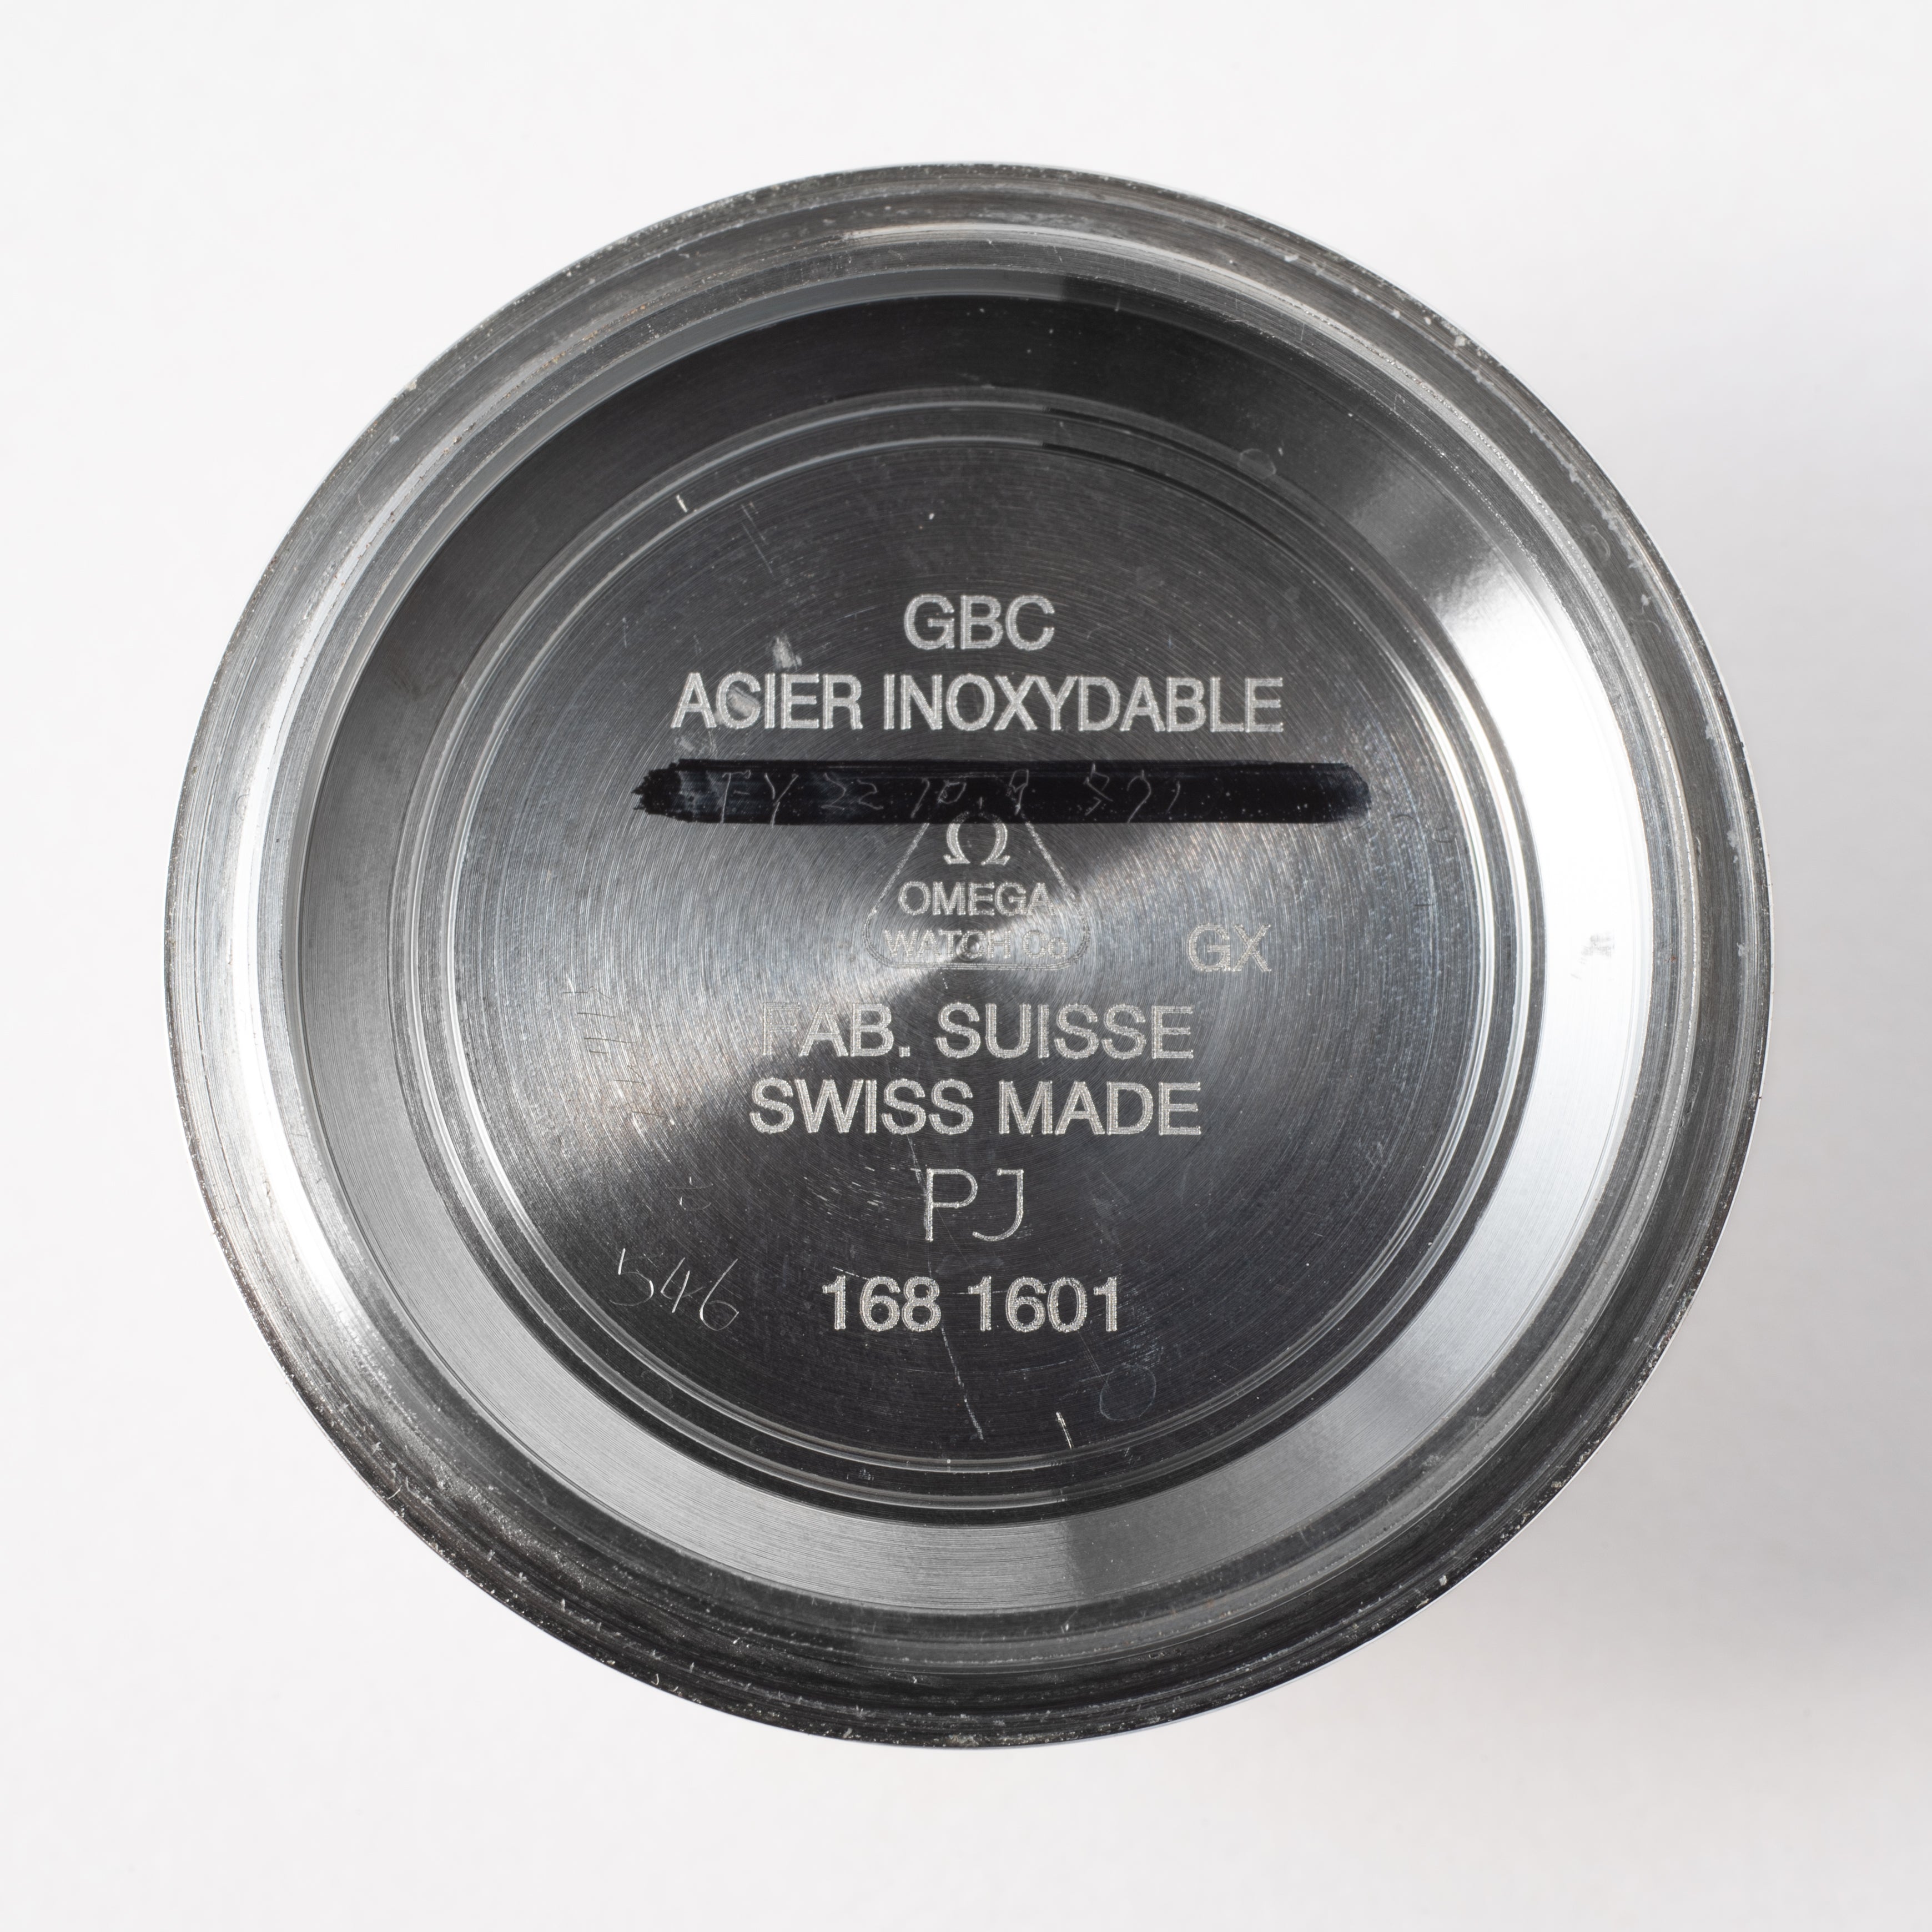 GBC
ACIER INOXYDABLE
Ω
OMEGA
WATCH Co
GX
FAB. SUISSE
SWISS MADE
PJ
546
168 1601